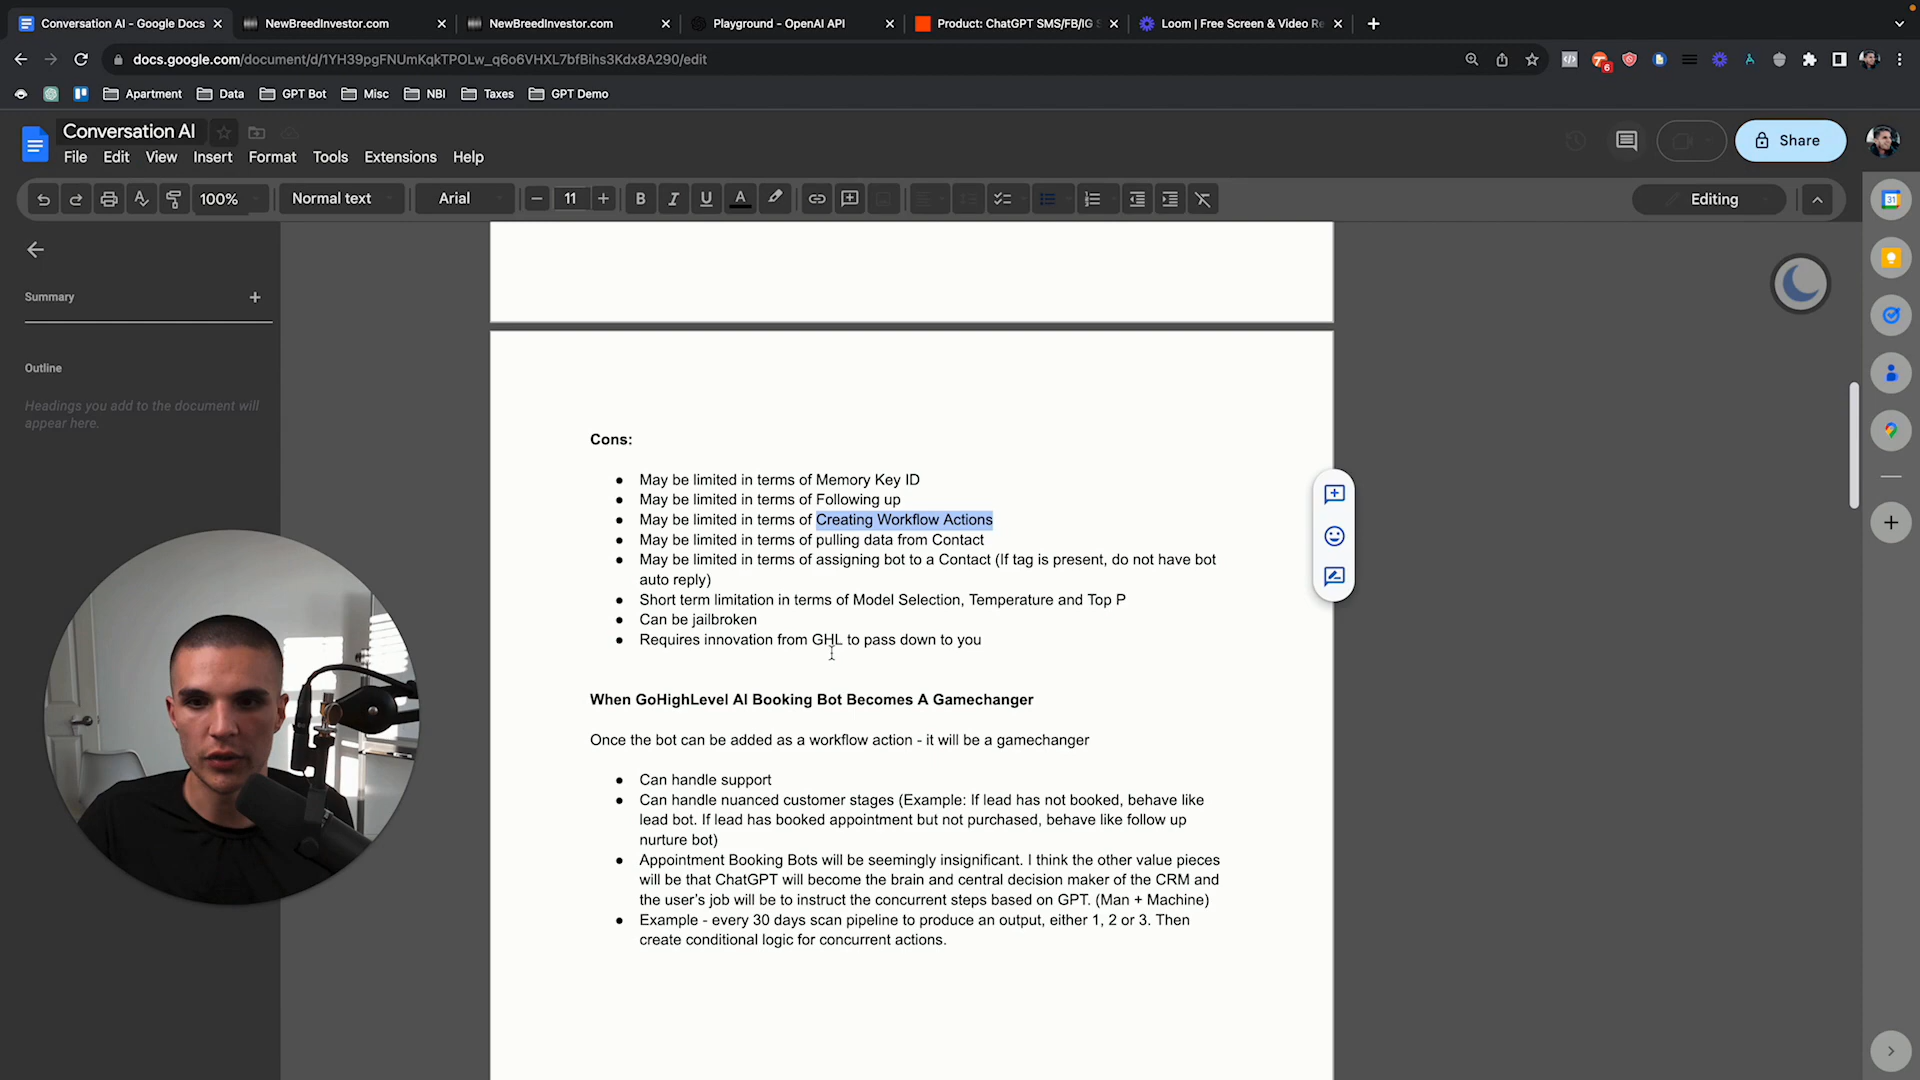 Conversation AI - Google Docs
NewBreedInvestor.com
NewBreedInvestor.com
Playground - OpenAI API
Product: ChatGPT SMS/FB/IG S
Loom | Free Screen & Video Re
docs.google.com/document/d/1YH39pgFNUmKqkTPOLw_q6o6VHXL7bfBihs3Kdx8A290/edit
6
Apartment
Data
GPT Bot
Misc
NBI
Taxes
GPT Demo
Conversation AI
File Edit View Insert Format Tools Extensions Help
Share
100%
Normal text
Arial
11
B I U A
Editing
31
Summary
Outline
Headings you add to the document will
appear here.
Cons:
● May be limited in terms of Memory Key ID
● May be limited in terms of Following up
● May be limited in terms of Creating Workflow Actions
● May be limited in terms of pulling data from Contact
● May be limited in terms of assigning bot to a Contact (If tag is present, do not have bot
auto reply)
● Short term limitation in terms of Model Selection, Temperature and Top P
● Can be jailbroken
● Requires innovation from GHL to pass down to you
When GoHighLevel AI Booking Bot Becomes A Gamechanger
Once the bot can be added as a workflow action - it will be a gamechanger
● Can handle support
● Can handle nuanced customer stages (Example: If lead has not booked, behave like
lead bot. If lead has booked appointment but not purchased, behave like follow up
nurture bot)
● Appointment Booking Bots will be seemingly insignificant. I think the other value pieces
will be that ChatGPT will become the brain and central decision maker of the CRM and
the user's job will be to instruct the concurrent steps based on GPT. (Man + Machine)
● Example - every 30 days scan pipeline to produce an output, either 1, 2 or 3. Then
create conditional logic for concurrent actions.